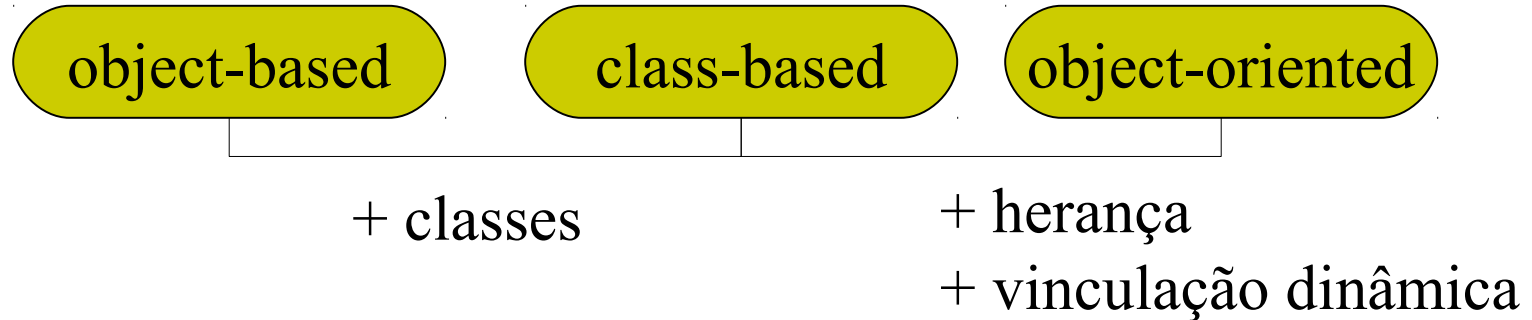 object-based class-based object-oriented
+ classes
+ herança
+ vinculação dinâmica